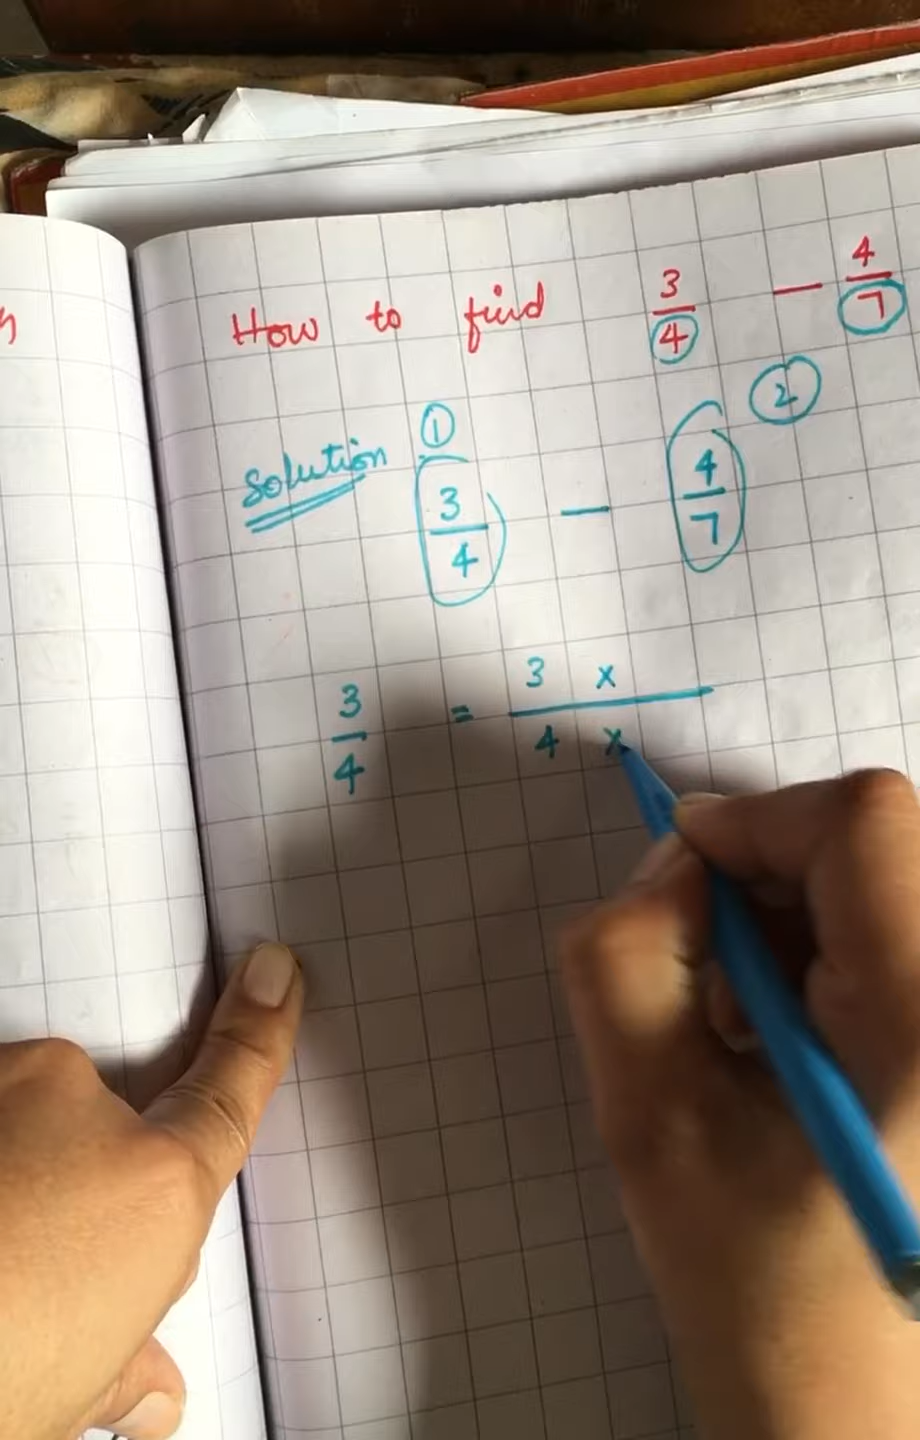 n
How to find 3/4 - 4/7
② 
Solution ①
3/4 - 4/7
3/4 = 3 x / 4 x